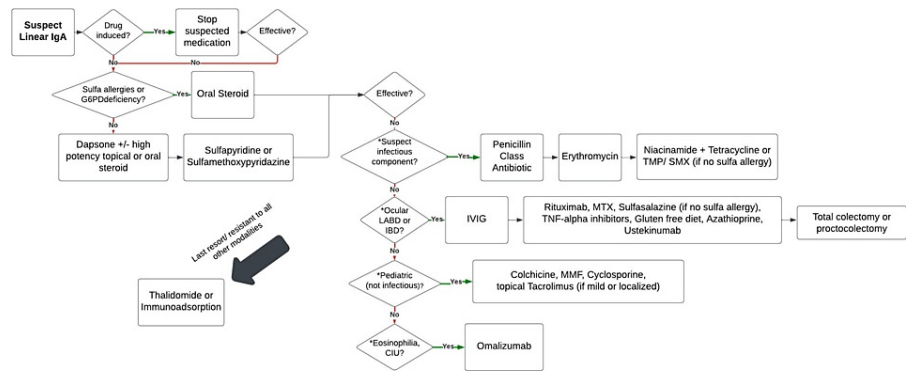 Suspect
Linear IgA
Drug
induced?
Yes
Stop
suspected
medication
Effective?
No
No
Sulfa allergies or
G6PDdeficiency?
Yes
Oral Steroid
Effective?
No
No
Dapsone +/- high
potency topical or oral
steroid
Sulfapyridine or
Sulfamethoxypyridazine
*Suspect
infectious
component?
Yes
Penicillin
Class
Antibiotic
Erythromycin
Niacinamide + Tetracycline or
TMP/ SMX (if no sulfa allergy)
No
*Ocular
LABD or
IBD?
Yes
IVIG
Rituximab, MTX, Sulfasalazine (if no sulfa allergy),
TNF-alpha inhibitors, Gluten free diet, Azathioprine,
Ustekinumab
Total colectomy or
proctocolectomy
No
Last resort/ resistant to all
other modalities
Thalidomide or
Immunoadsorption
*Pediatric
(not infectious)?
Yes
Colchicine, MMF, Cyclosporine,
topical Tacrolimus (if mild or localized)
No
*Eosinophilia,
CIU?
Yes
Omalizumab